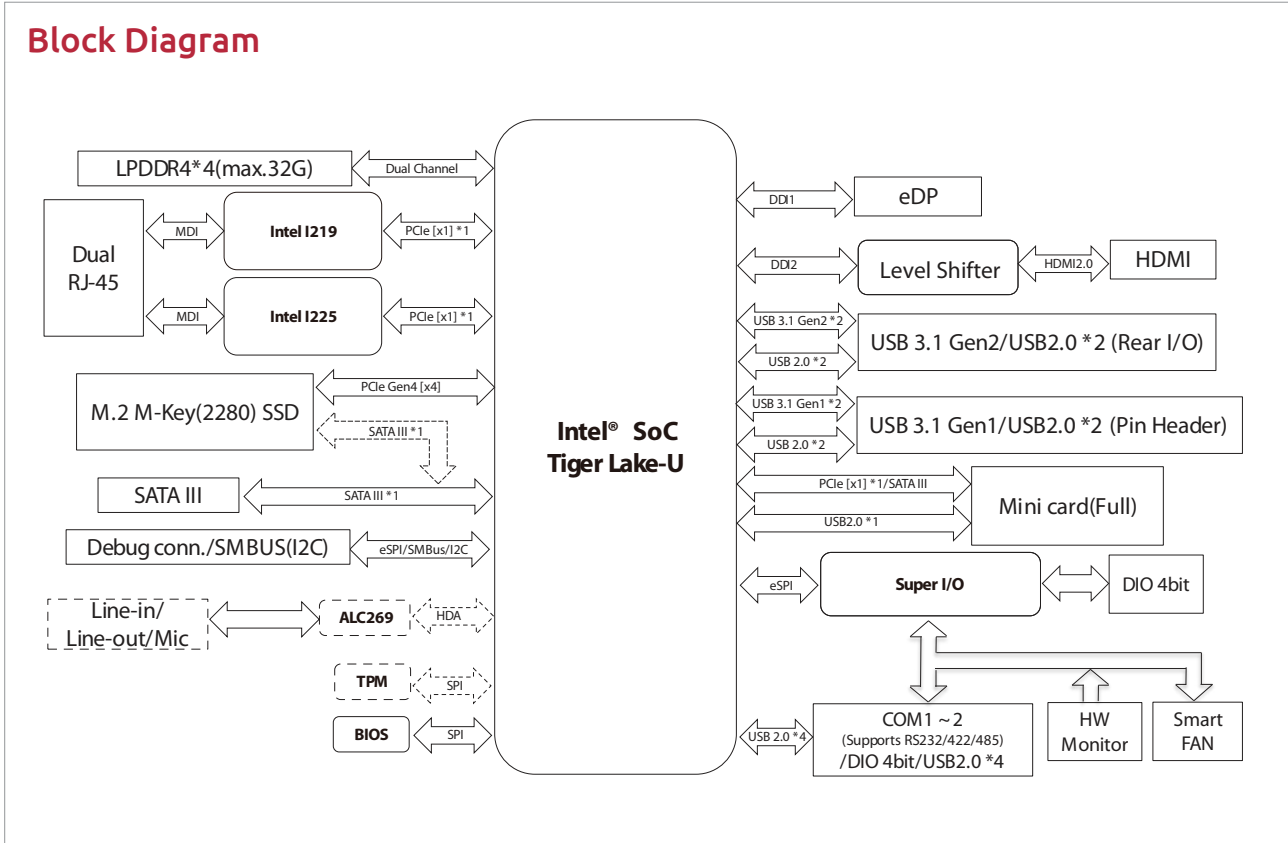 Block Diagram
LPDDR4*4(max.32G)
Dual Channel
Dual
RJ-45
MDI
Intel I219
PCIe [x1] *1
MDI
Intel I225
PCIe [x1] *1
M.2 M-Key(2280) SSD
PCIe Gen4 [x4]
SATA III *1
SATA III
SATA III *1
Debug conn./SMBUS(I2C)
eSPI/SMBus/I2C
Line-in/
Line-out/Mic
ALC269
HDA
TPM
SPI
BIOS
SPI
Intel® SoC
Tiger Lake-U
DDI1
eDP
DDI2
Level Shifter
HDMI2.0
HDMI
USB 3.1 Gen2 *2
USB 2.0 *2
USB 3.1 Gen2/USB2.0 *2 (Rear I/O)
USB 3.1 Gen1 *2
USB 2.0 *2
USB 3.1 Gen1/USB2.0 *2 (Pin Header)
PCIe [x1] *1/SATA III
USB2.0 *1
Mini card(Full)
eSPI
Super I/O
DIO 4bit
USB 2.0 *4
COM1 ~ 2
(Supports RS232/422/485)
/DIO 4bit/USB2.0 *4
HW
Monitor
Smart
FAN